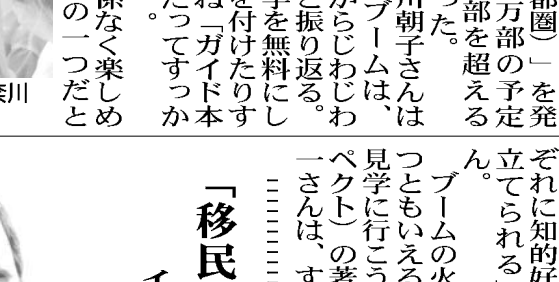 都圏）」を発
万部の予定
部を超える
った。
川朝子さんは
ブームは、
からじわじわ
と振り返る。
学を無料にし
を付けたりす
ね「ガイド本
たってすっか
。
係なく楽しめ
の一つだと
奈川
ぞれに知的好
立てられる」
ん。
ブームの火
つともいえる
見学に行こう
ペクト）の著
一さんは、す
「移民
イ